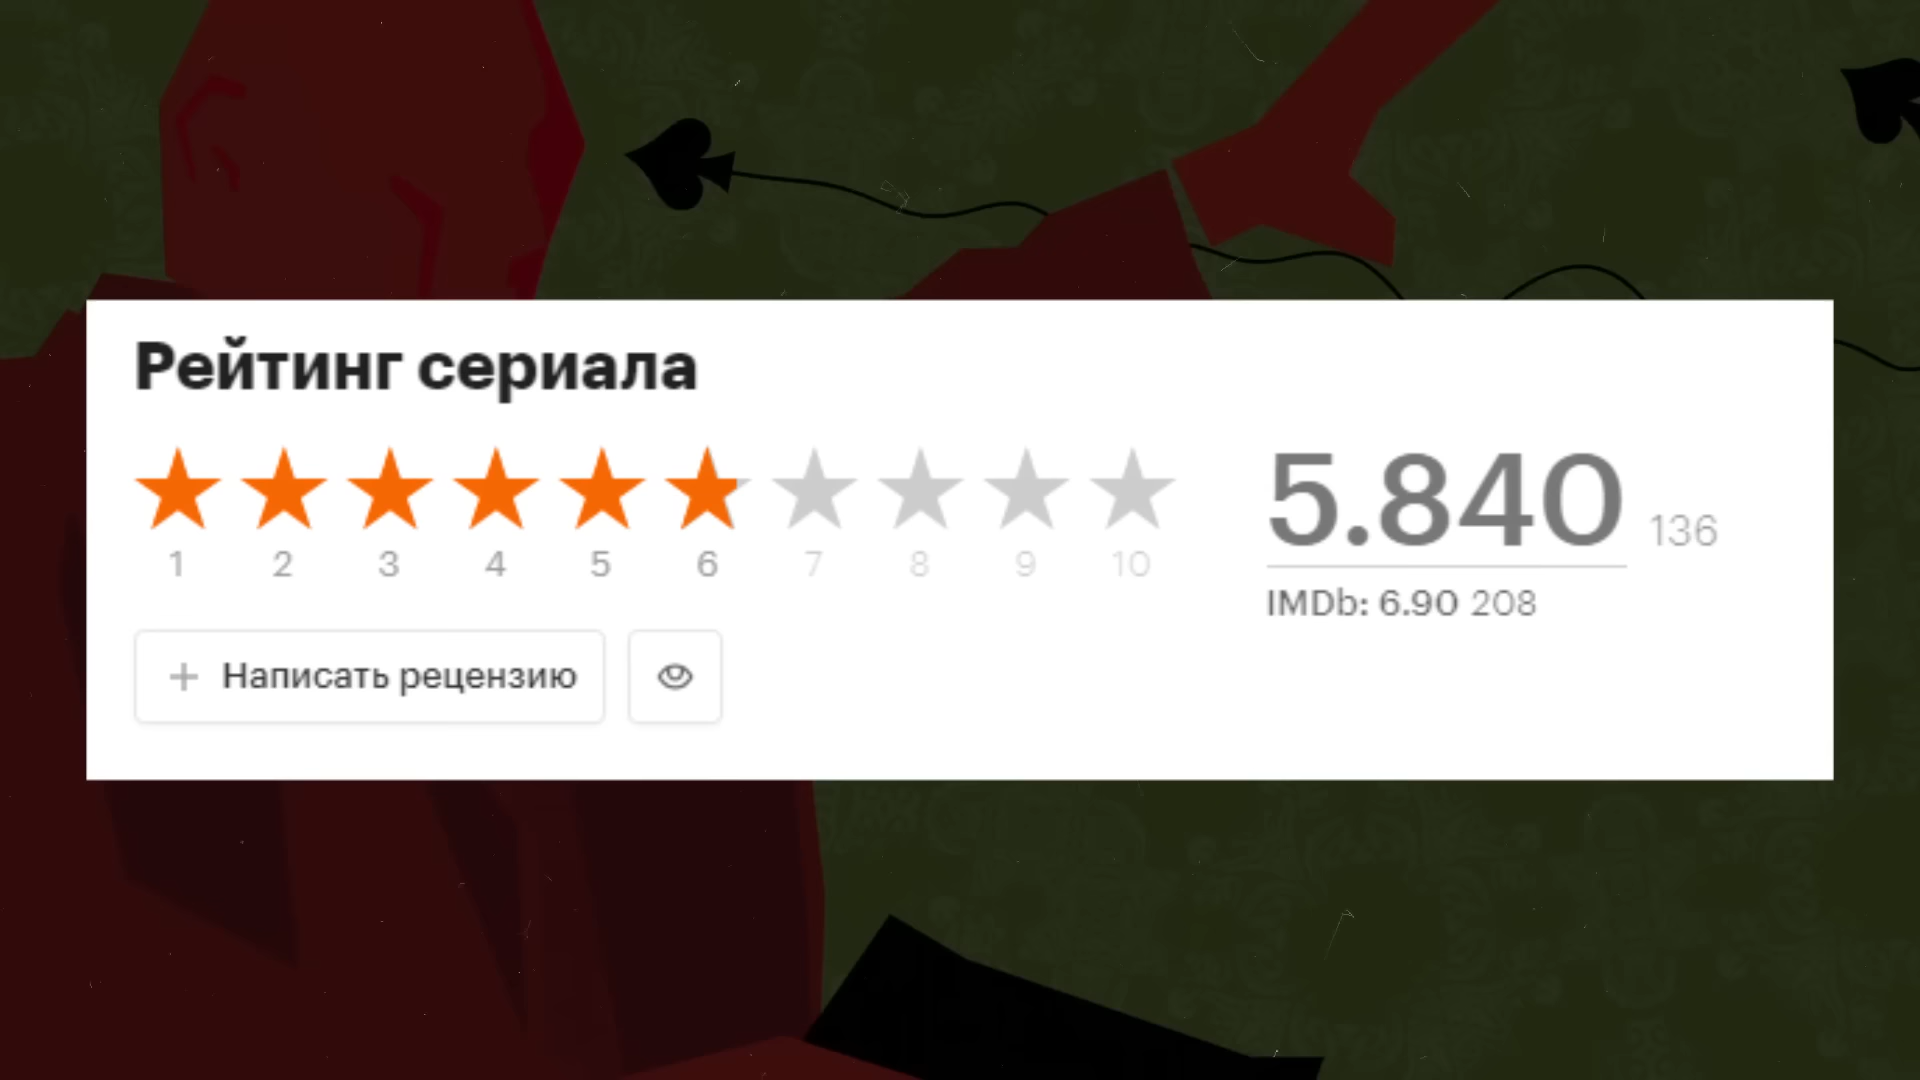 Рейтинг сериала
1 2 3 4 5 6 7 8 9 10
5.840 136
IMDb: 6.90 208
+ Написать рецензию